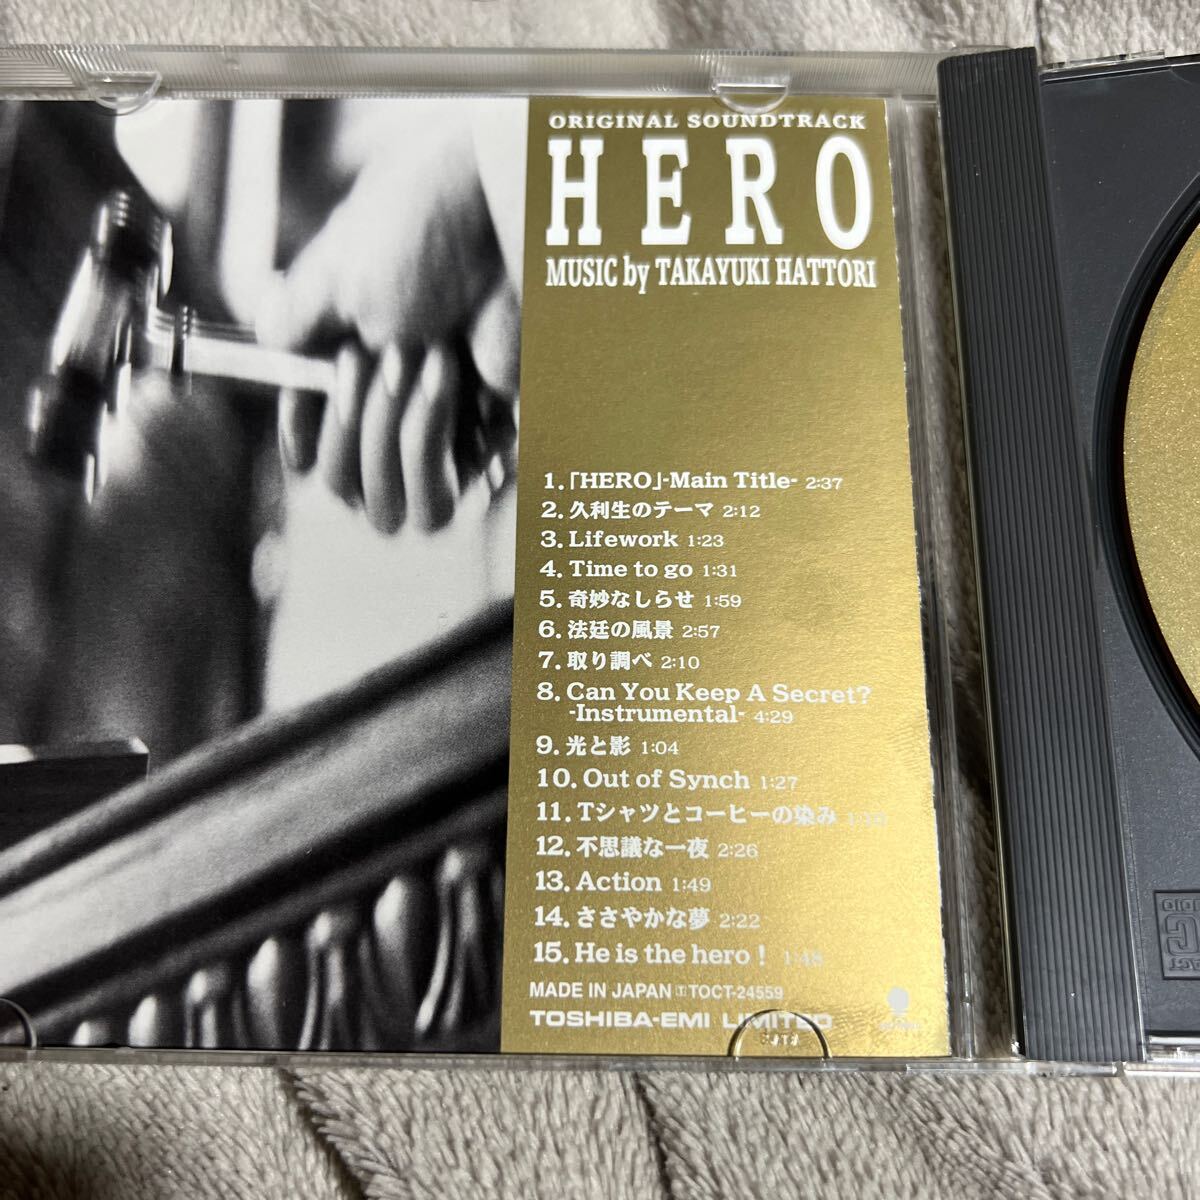 ORIGINAL SOUNDTRACK
HERO
MUSIC by TAKAYUKI HATTORI
1.「HERO」-Main Title- 2:37
2. 久利生のテーマ 2:12
3. Lifework 1:23
4. Time to go 1:31
5. 奇妙なしらせ 1:59
6. 法廷の風景 2:57
7. 取り調べ 2:10
8. Can You Keep A Secret?
-Instrumental- 4:29
9. 光と影 1:04
10. Out of Synch 1:27
11. Tシャツとコーヒーの染み
12. 不思議な一夜 2:26
13. Action 1:49
14. ささやかな夢 2:22
15. He is the hero! 1:48
MADE IN JAPAN TOCT-24559
TOSHIBA-EMI LIMITED